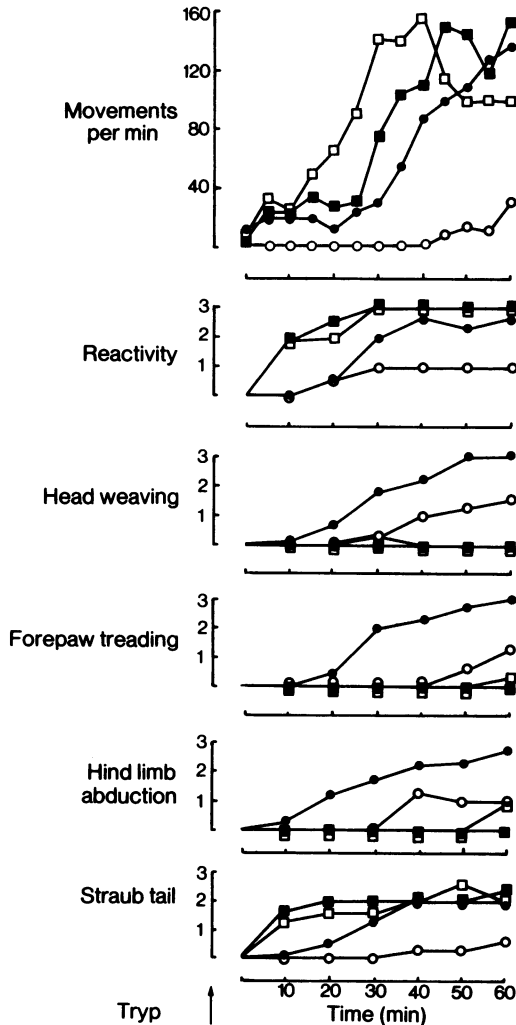 160
120
Movements
per min
80
40
3
Reactivity
2
1
3
Head weaving
2
1
3
Forepaw treading
2
1
3
Hind limb
abduction
2
1
3
Straub tail
2
1
10 20 30 40 50 60
Tryp
Time (min)